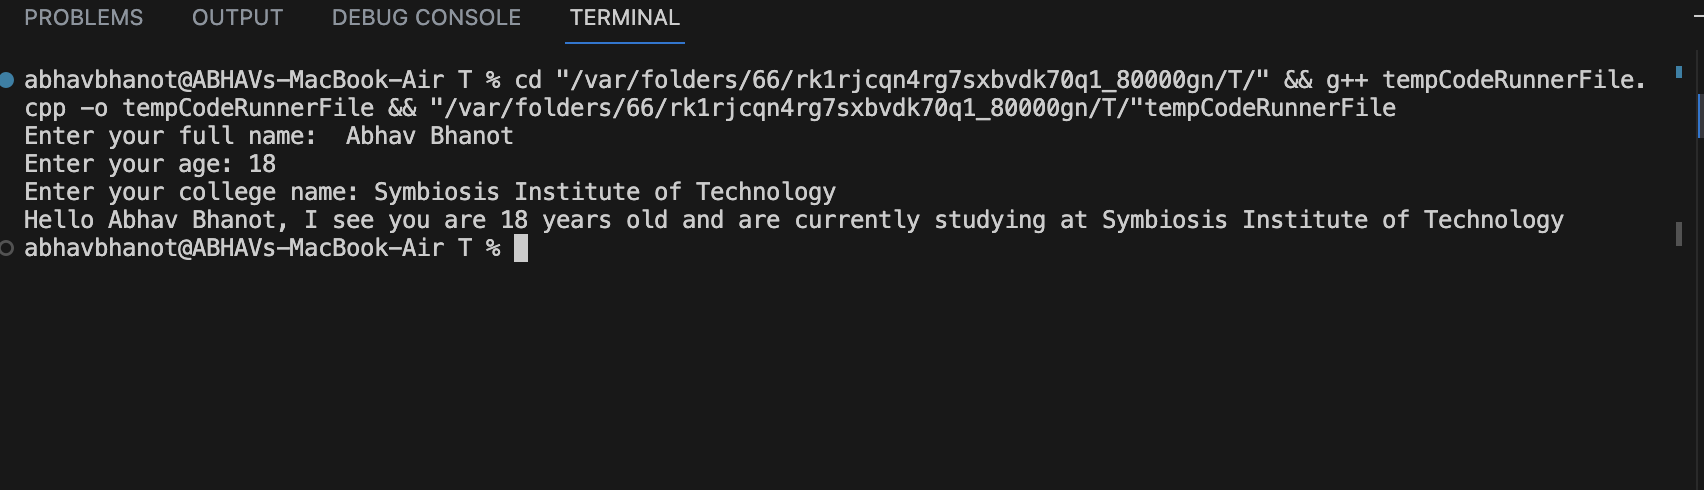 PROBLEMS OUTPUT DEBUG CONSOLE TERMINAL
abhavbhanot@ABHAVs-MacBook-Air T % cd "/var/folders/66/rk1rjcqn4rg7sxbvdk70q1_80000gn/T/" && g++ tempCodeRunnerFile.
cpp -o tempCodeRunnerFile && "/var/folders/66/rk1rjcqn4rg7sxbvdk70q1_80000gn/T/"tempCodeRunnerFile
Enter your full name:  Abhav Bhanot
Enter your age: 18
Enter your college name: Symbiosis Institute of Technology
Hello Abhav Bhanot, I see you are 18 years old and are currently studying at Symbiosis Institute of Technology
abhavbhanot@ABHAVs-MacBook-Air T %